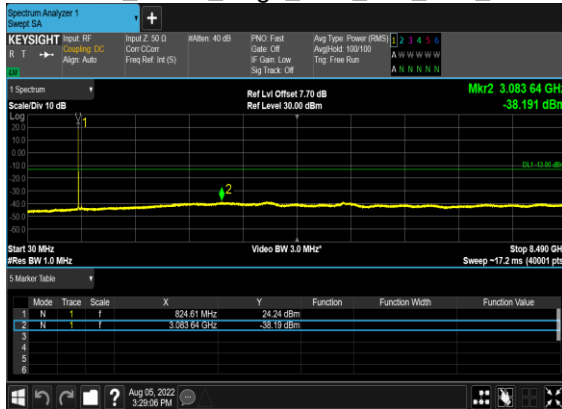 Spectrum Analyzer 1
Swept SA
+
KEYSIGHT Input: RF Input Z: 50 Ω #Atten: 40 dB PNO: Fast Avg Type: Power (RMS) 1 2 3 4 5 6
R T Coupling: DC Corr CCorr Gate: Off Avg|Hold: 100/100 A W W W W W
Align: Auto Freq Ref: Int (S) IF Gain: Low Trig: Free Run
LXI Sig Track: Off A N N N N N
1 Spectrum Ref Lvl Offset 7.70 dB Mkr2 3.083 64 GHz
Scale/Div 10 dB Ref Level 30.00 dBm -38.191 dBm
Log
20.0
10.0
0.00
-10.0
-20.0
-30.0
-40.0
-50.0
-60.0
1
DL1 -13.00 dBm
2
Start 30 MHz Video BW 3.0 MHz* Stop 8.490 GHz
#Res BW 1.0 MHz Sweep ~17.2 ms (40001 pts)
5 Marker Table
Mode Trace Scale X Y Function Function Width Function Value
1 N 1 f 824.61 MHz 24.24 dBm
2 N 1 f 3.083 64 GHz -38.19 dBm
3
4
5
6
? Aug 05, 2022
3:29:06 PM